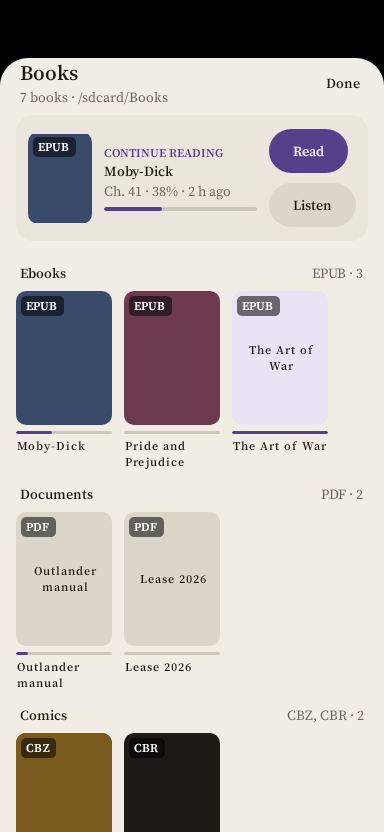 Books
Done
7 books · /sdcard/Books
EPUB
CONTINUE READING
Moby-Dick
Ch. 41 · 38% · 2 h ago
Read
Listen
Ebooks
EPUB · 3
EPUB
EPUB
EPUB
The Art of
War
Moby-Dick
Pride and
Prejudice
The Art of War
Documents
PDF · 2
PDF
PDF
Outlander
manual
Lease 2026
Outlander
manual
Lease 2026
Comics
CBZ, CBR · 2
CBZ
CBR